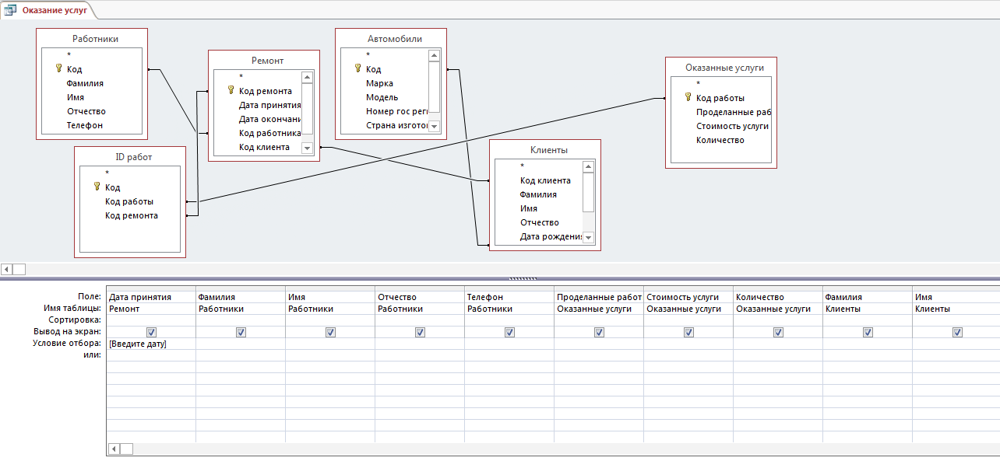 Оказание услуг
Работники
*
Код
Фамилия
Имя
Отчество
Телефон
Ремонт
*
Код ремонта
Дата принятия
Дата окончани
Код работника
Код клиента
Автомобили
*
Код
Марка
Модель
Номер гос реги
Страна изготов
Оказанные услуги
*
Код работы
Проделанные раб
Стоимость услуги
Количество
ID работ
*
Код
Код работы
Код ремонта
Клиенты
*
Код клиента
Фамилия
Имя
Отчество
Дата рождения
Поле: Дата принятия Фамилия Имя Отчество Телефон Проделанные работ Стоимость услуги Количество Фамилия Имя
Имя таблицы: Ремонт Работники Работники Работники Работники Оказанные услуги Оказанные услуги Оказанные услуги Клиенты Клиенты
Сортировка:
Вывод на экран:
Условие отбора: [Введите дату]
или: